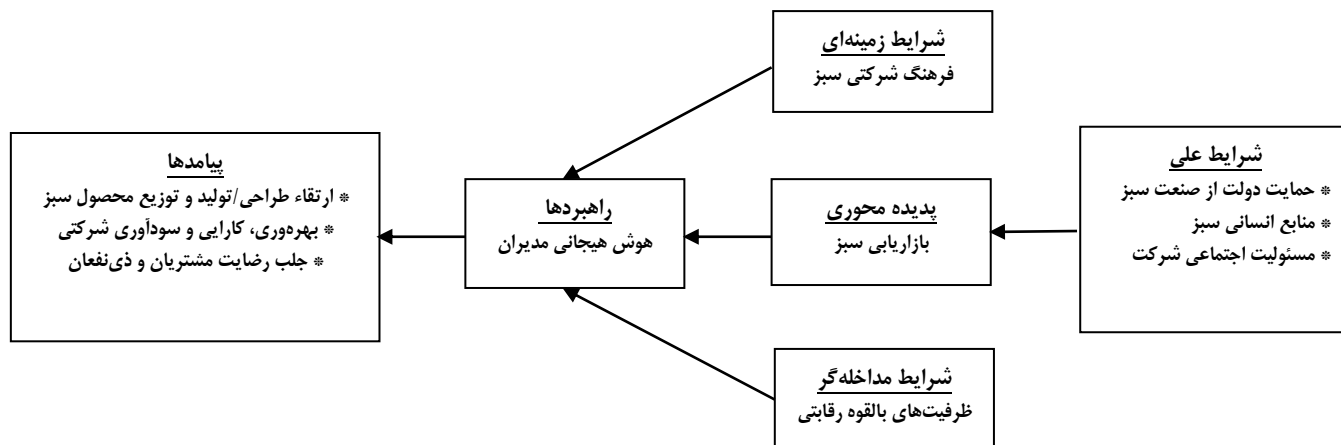 شرایط زمینه‌ای
فرهنگ شرکتی سبز
شرایط علی
* حمایت دولت از صنعت سبز
* منابع انسانی سبز
* مسئولیت اجتماعی شرکت
پدیده محوری
بازاریابی سبز
راهبردها
هوش هیجانی مدیران
پیامدها
* ارتقاء طراحی/تولید و توزیع محصول سبز
* بهره‌وری، کارایی و سودآوری شرکتی
* جلب رضایت مشتریان و ذی‌نفعان
شرایط مداخله‌گر
ظرفیت‌های بالقوه رقابتی